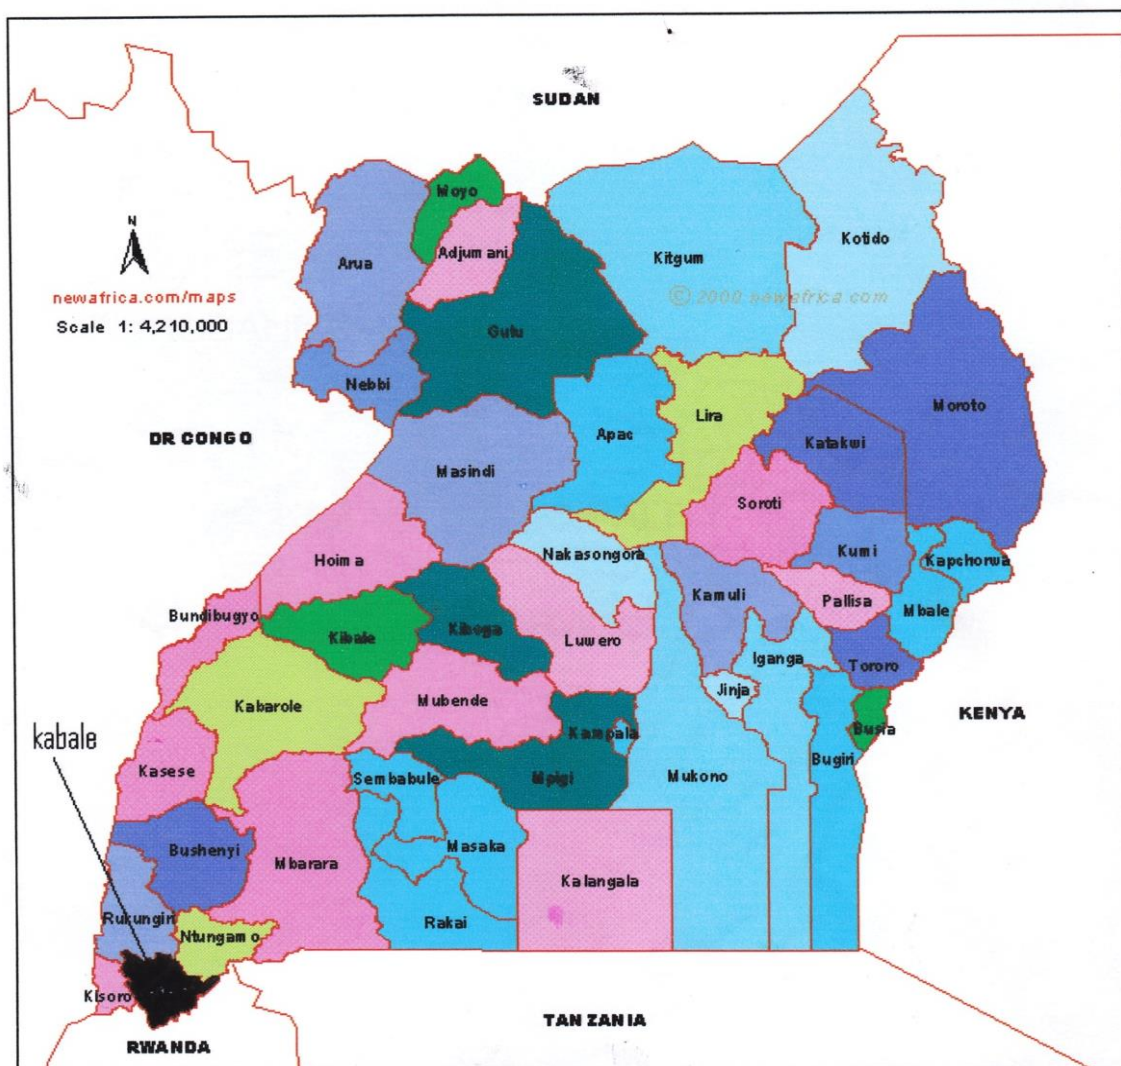 SUDAN
Moyo
Kotido
Adjumani
Arua
Kitgum
N
newafrica.com/maps
© 2000 newafrica.com
Scale 1: 4,210,000
Gulu
Nebbi
Moroto
Lira
DR CONGO
Apac
Katakwi
Masindi
Soroti
Nakasongora
Kumi
Hoima
Kapchorwa
Kamuli
Pallisa
Mbale
Bundibugyo
Kibale
Kiboga
Luwero
Iganga
Tororo
Jinja
Mubende
Kabarole
KENYA
Busia
Kampala
kabale
Bugiri
Kasese
Sembabule
Mpigi
Mukono
Masaka
Bushenyi
Mbarara
Kalangala
Rukungiri
Rakai
Ntungamo
Kisoro
TANZANIA
RWANDA